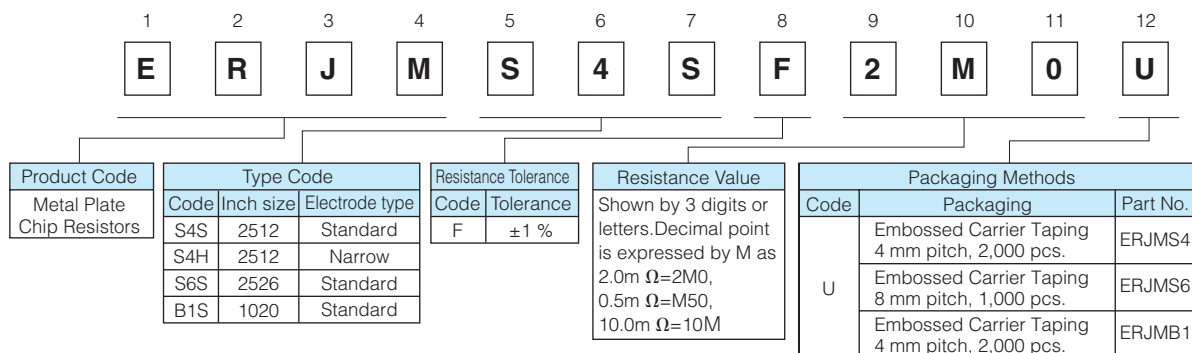 1 2 3 4 5 6 7 8 9 10 11 12
E R J M S 4 S F 2 M 0 U
Product Code
Metal Plate
Chip Resistors
Type Code
Code Inch size Electrode type
S4S 2512 Standard
S4H 2512 Narrow
S6S 2526 Standard
B1S 1020 Standard
Resistance Tolerance
Code Tolerance
F ±1 %
Resistance Value
Shown by 3 digits or
letters.Decimal point
is expressed by M as
2.0m Ω=2M0,
0.5m Ω=M50,
10.0m Ω=10M
Packaging Methods
Code Packaging Part No.
U
Embossed Carrier Taping
4 mm pitch, 2,000 pcs.
ERJMS4
Embossed Carrier Taping
8 mm pitch, 1,000 pcs.
ERJMS6
Embossed Carrier Taping
4 mm pitch, 2,000 pcs.
ERJMB1